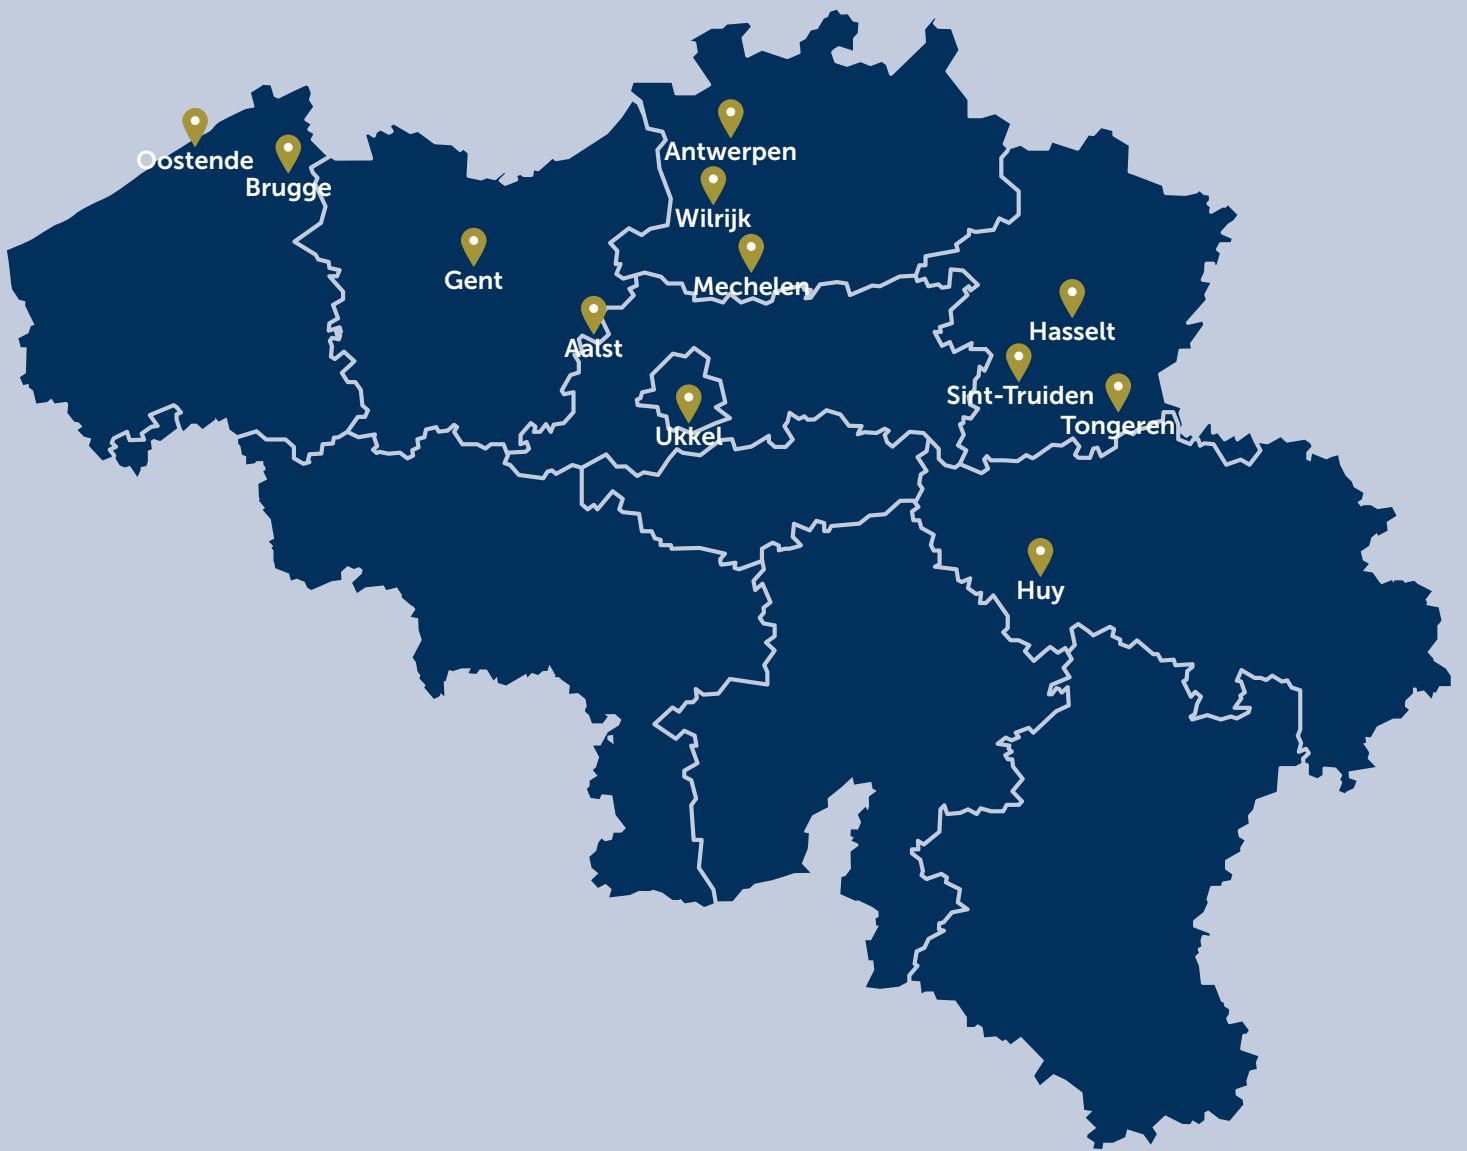 Oostende
Brugge
Antwerpen
Wilrijk
Gent
Mechelen
Aalst
Hasselt
Sint-Truiden
Tongeren
Ukkel
Huy